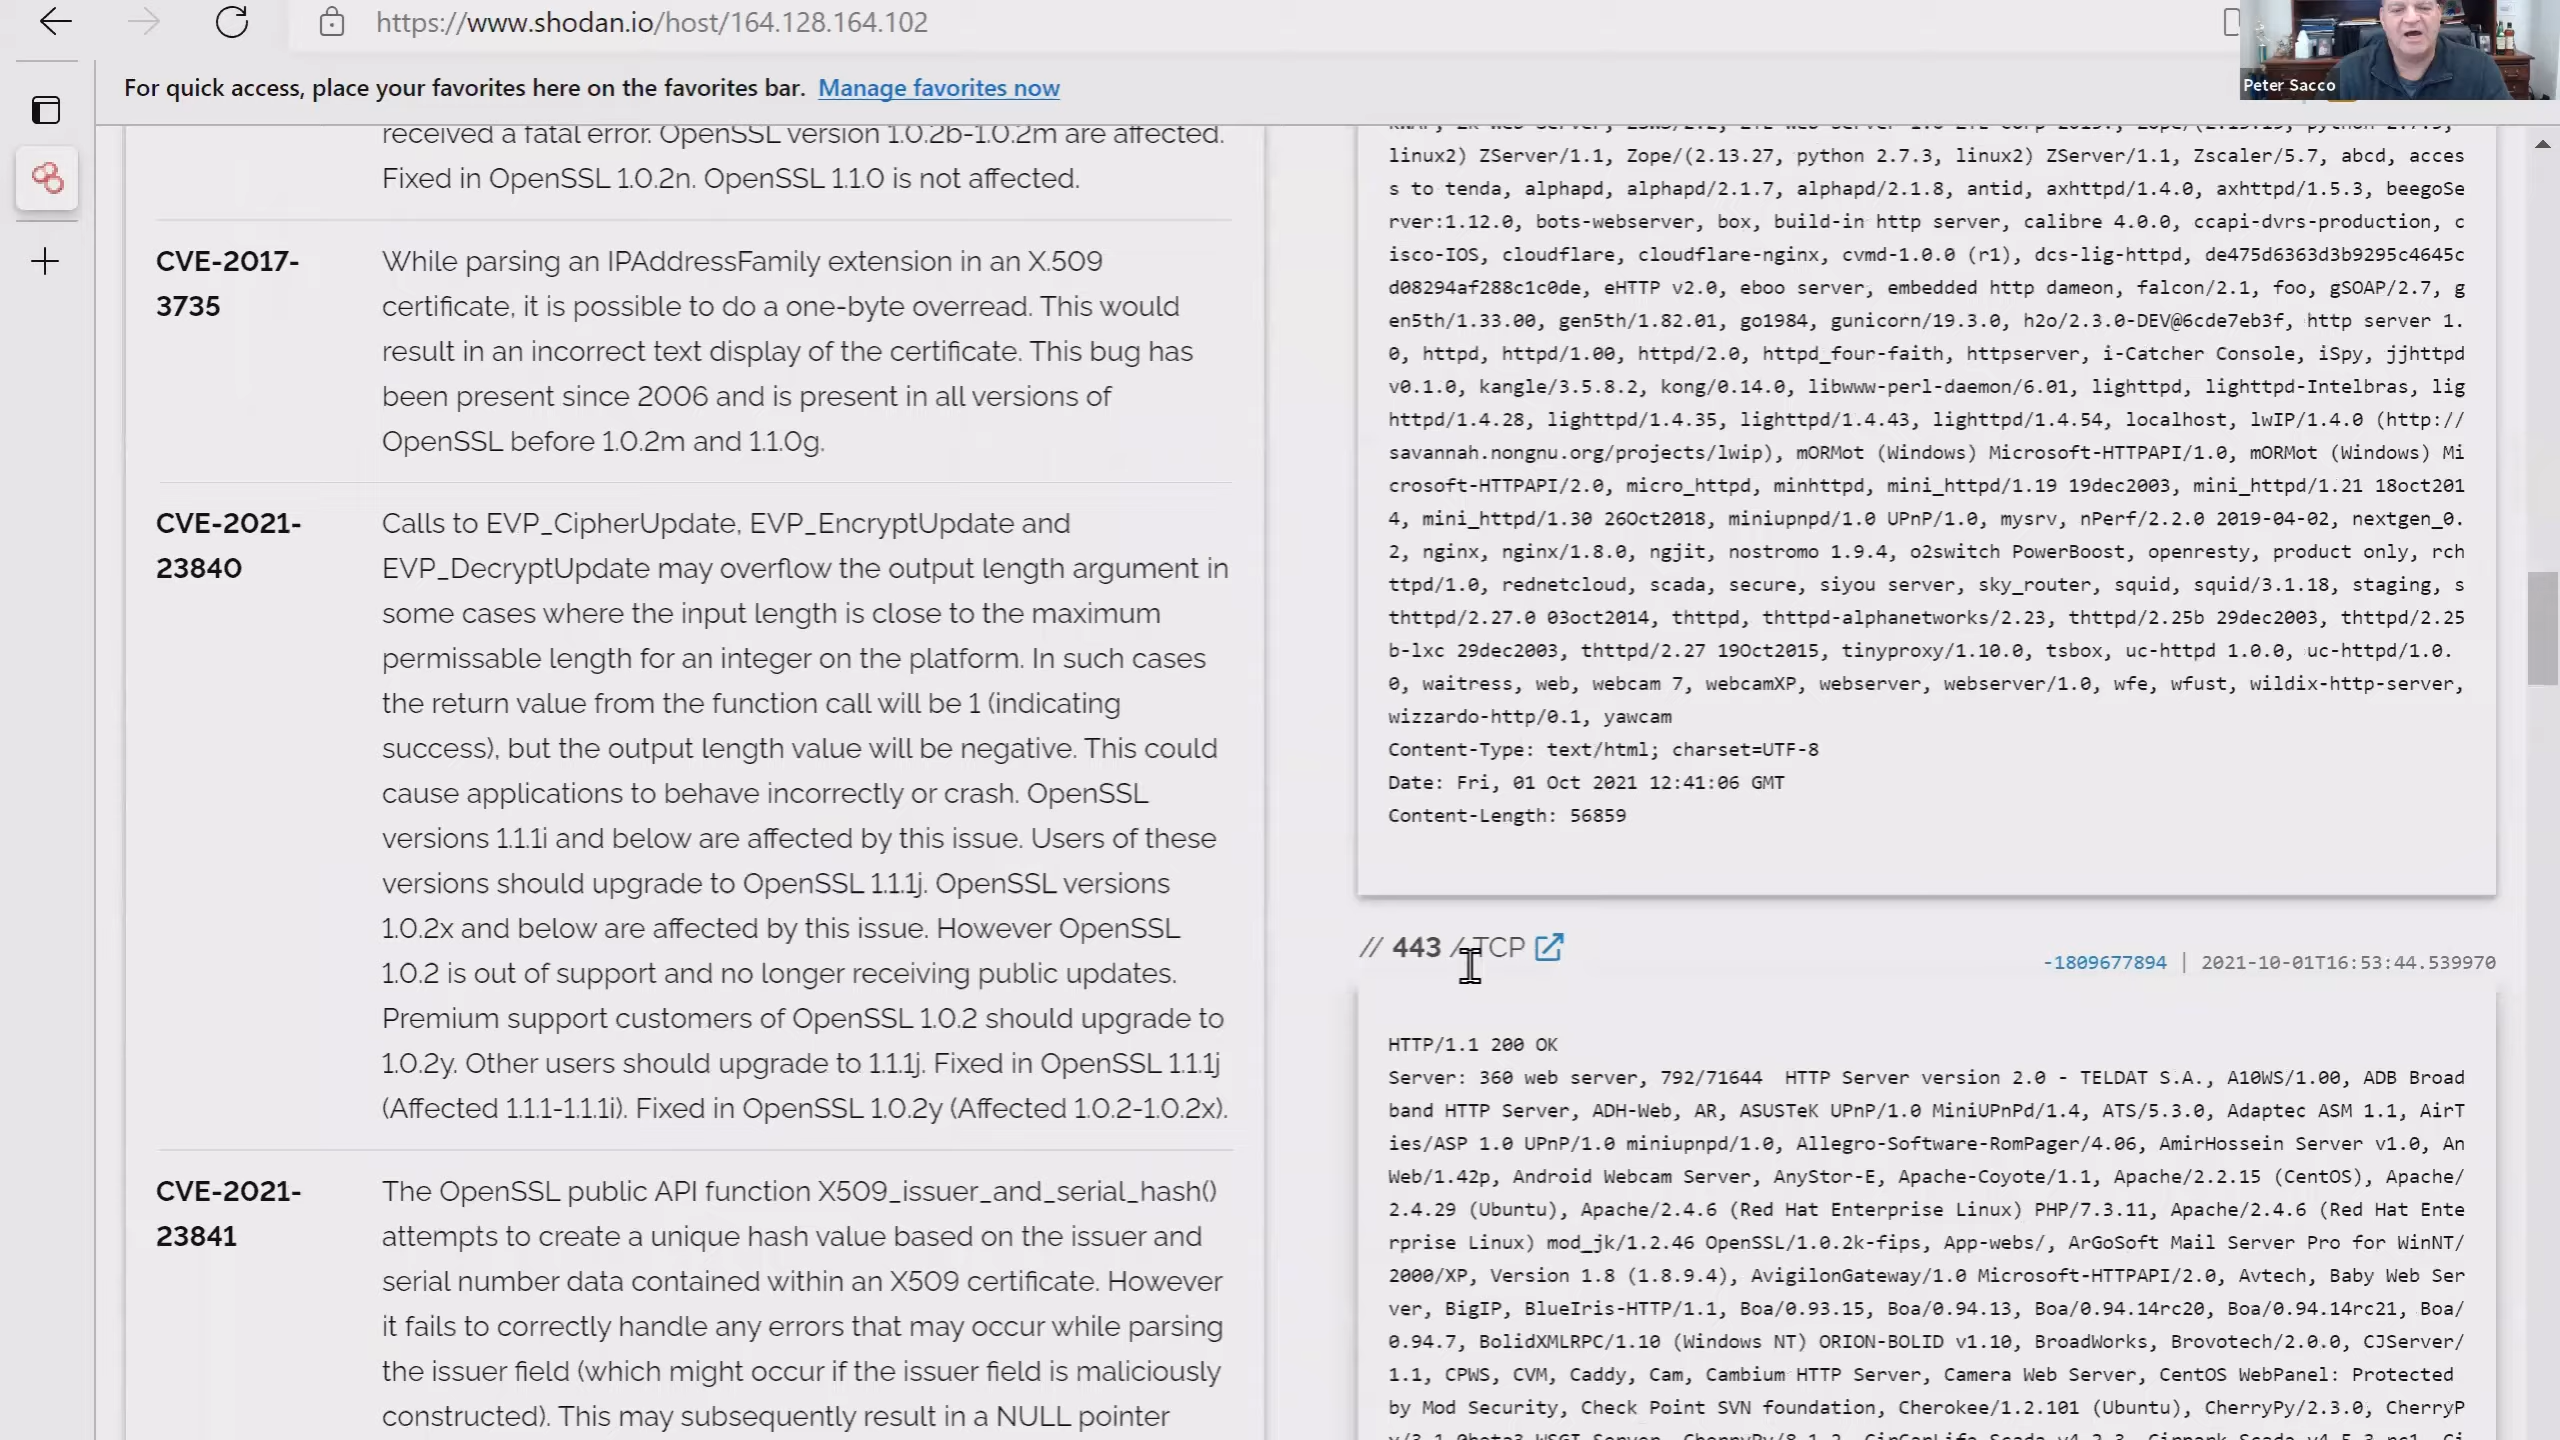 https://www.shodan.io/host/164.128.164.102
Peter Sacco
For quick access, place your favorites here on the favorites bar. Manage favorites now
received a fatal error. OpenSSL version 1.0.2b-1.0.2m are affected.
Fixed in OpenSSL 1.0.2n. OpenSSL 1.1.0 is not affected.
CVE-2017-
3735
While parsing an IPAddressFamily extension in an X.509
certificate, it is possible to do a one-byte overread. This would
result in an incorrect text display of the certificate. This bug has
been present since 2006 and is present in all versions of
OpenSSL before 1.0.2m and 1.1.0g.
CVE-2021-
23840
Calls to EVP_CipherUpdate, EVP_EncryptUpdate and
EVP_DecryptUpdate may overflow the output length argument in
some cases where the input length is close to the maximum
permissable length for an integer on the platform. In such cases
the return value from the function call will be 1 (indicating
success), but the output length value will be negative. This could
cause applications to behave incorrectly or crash. OpenSSL
versions 1.1.1i and below are affected by this issue. Users of these
versions should upgrade to OpenSSL 1.1.1j. OpenSSL versions
1.0.2x and below are affected by this issue. However OpenSSL
1.0.2 is out of support and no longer receiving public updates.
Premium support customers of OpenSSL 1.0.2 should upgrade to
1.0.2y. Other users should upgrade to 1.1.1j. Fixed in OpenSSL 1.1.1j
(Affected 1.1.1-1.1.1i). Fixed in OpenSSL 1.0.2y (Affected 1.0.2-1.0.2x).
CVE-2021-
23841
The OpenSSL public API function X509_issuer_and_serial_hash()
attempts to create a unique hash value based on the issuer and
serial number data contained within an X509 certificate. However
it fails to correctly handle any errors that may occur while parsing
the issuer field (which might occur if the issuer field is maliciously
constructed). This may subsequently result in a NULL pointer
linux2) ZServer/1.1, Zope/(2.13.27, python 2.7.3, linux2) ZServer/1.1, Zscaler/5.7, abcd, acces
s to tenda, alphapd, alphapd/2.1.7, alphapd/2.1.8, antid, axhttpd/1.4.0, axhttpd/1.5.3, beegoSe
rver:1.12.0, bots-webserver, box, build-in http server, calibre 4.0.0, ccapi-dvrs-production, c
isco-IOS, cloudflare, cloudflare-nginx, cvmd-1.0.0 (r1), dcs-lig-httpd, de475d6363d3b9295c4645c
d08294af288c1c0de, eHTTP v2.0, eboo server, embedded http dameon, falcon/2.1, foo, gSOAP/2.7, g
en5th/1.33.00, gen5th/1.82.01, go1984, gunicorn/19.3.0, h2o/2.3.0-DEV@6cde7eb3f, http server 1.
0, httpd, httpd/1.00, httpd/2.0, httpd_four-faith, httpserver, i-Catcher Console, iSpy, jjhttpd
v0.1.0, kangle/3.5.8.2, kong/0.14.0, libwww-perl-daemon/6.01, lighttpd, lighttpd-Intelbras, lig
httpd/1.4.28, lighttpd/1.4.35, lighttpd/1.4.43, lighttpd/1.4.54, localhost, lwIP/1.4.0 (http://
savannah.nongnu.org/projects/lwip), mORMot (Windows) Microsoft-HTTPAPI/1.0, mORMot (Windows) Mi
crosoft-HTTPAPI/2.0, micro_httpd, minhttpd, mini_httpd/1.19 19dec2003, mini_httpd/1.21 18oct201
4, mini_httpd/1.30 26Oct2018, miniupnpd/1.0 UPnP/1.0, mysrv, nPerf/2.2.0 2019-04-02, nextgen_0.
2, nginx, nginx/1.8.0, ngjit, nostromo 1.9.4, o2switch PowerBoost, openresty, product only, rch
ttpd/1.0, rednetcloud, scada, secure, siyou server, sky_router, squid, squid/3.1.18, staging, s
thttpd/2.27.0 03oct2014, thttpd, thttpd-alphanetworks/2.23, thttpd/2.25b 29dec2003, thttpd/2.25
b-lxc 29dec2003, thttpd/2.27 19Oct2015, tinyproxy/1.10.0, tsbox, uc-httpd 1.0.0, uc-httpd/1.0.
0, waitress, web, webcam 7, webcamXP, webserver, webserver/1.0, wfe, wfust, wildix-http-server,
wizzardo-http/0.1, yawcam
Content-Type: text/html; charset=UTF-8
Date: Fri, 01 Oct 2021 12:41:06 GMT
Content-Length: 56859
// 443 / TCP
-1809677894 | 2021-10-01T16:53:44.539970
HTTP/1.1 200 OK
Server: 360 web server, 792/71644 HTTP Server version 2.0 - TELDAT S.A., A10WS/1.00, ADB Broad
band HTTP Server, ADH-Web, AR, ASUSTeK UPnP/1.0 MiniUPnPd/1.4, ATS/5.3.0, Adaptec ASM 1.1, AirT
ies/ASP 1.0 UPnP/1.0 miniupnpd/1.0, Allegro-Software-RomPager/4.06, AmirHossein Server v1.0, An
Web/1.42p, Android Webcam Server, AnyStor-E, Apache-Coyote/1.1, Apache/2.2.15 (CentOS), Apache/
2.4.29 (Ubuntu), Apache/2.4.6 (Red Hat Enterprise Linux) PHP/7.3.11, Apache/2.4.6 (Red Hat Ente
rprise Linux) mod_jk/1.2.46 OpenSSL/1.0.2k-fips, App-webs/, ArGoSoft Mail Server Pro for WinNT/
2000/XP, Version 1.8 (1.8.9.4), AvigilonGateway/1.0 Microsoft-HTTPAPI/2.0, Avtech, Baby Web Ser
ver, BigIP, BlueIris-HTTP/1.1, Boa/0.93.15, Boa/0.94.13, Boa/0.94.14rc20, Boa/0.94.14rc21, Boa/
0.94.7, BolidXMLRPC/1.10 (Windows NT) ORION-BOLID v1.10, BroadWorks, Brovotech/2.0.0, CJServer/
1.1, CPWS, CVM, Caddy, Cam, Cambium HTTP Server, Camera Web Server, CentOS WebPanel: Protected
by Mod Security, Check Point SVN foundation, Cherokee/1.2.101 (Ubuntu), CherryPy/2.3.0, CherryP